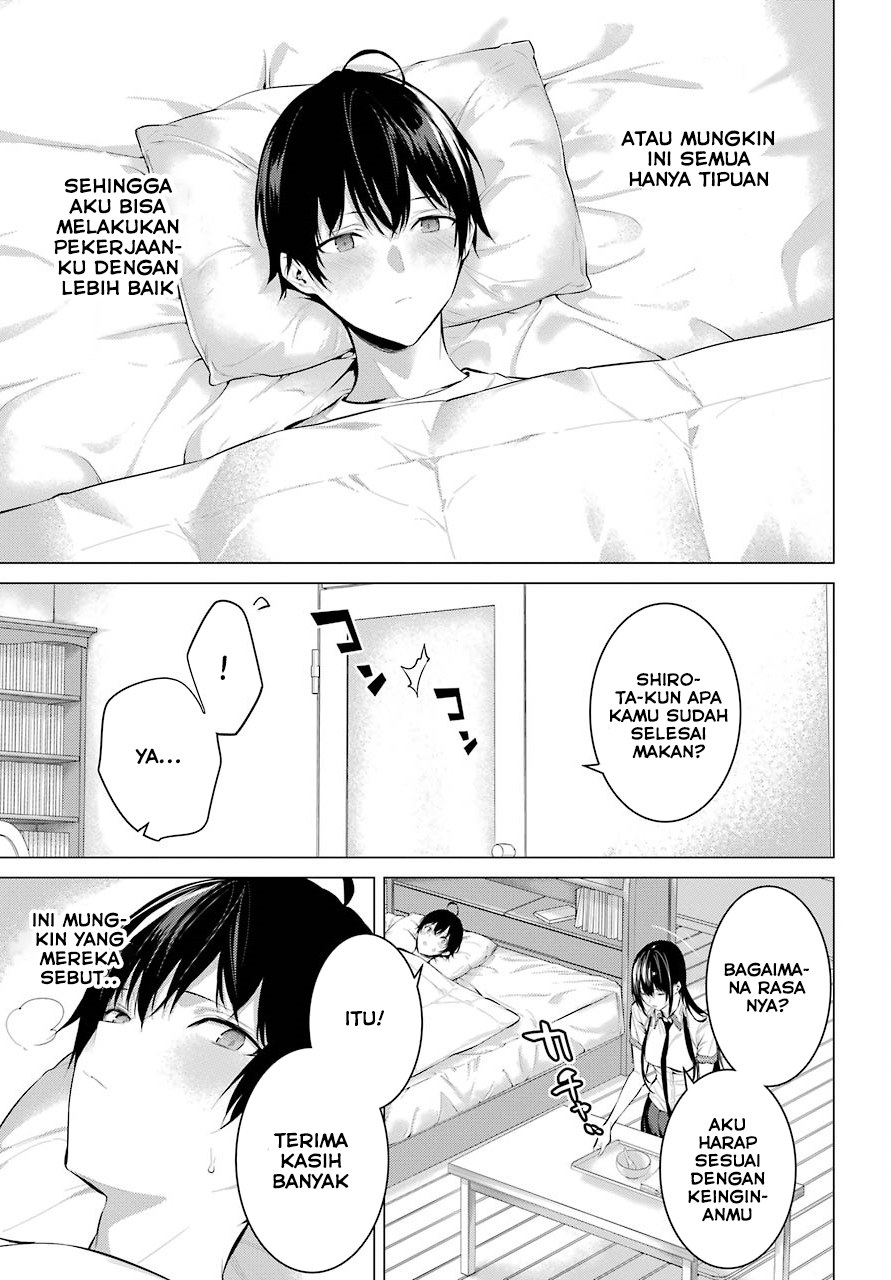 ATAU MUNGKIN
INI SEMUA
HANYA TIPUAN
SEHINGGA
AKU BISA
MELAKUKAN
PEKERJAAN-
KU DENGAN
LEBIH BAIK
SHIRO-
TA-KUN APA
KAMU SUDAH
SELESAI
MAKAN?
コン
コン
!
YA...
BAGAIMA-
NA RASA
NYA?
AKU
HARAP
SESUAI
DENGAN
KEINGIN-
ANMU
カチャ
ITU!
TERIMA
KASIH
BANYAK
INI MUNG-
KIN YANG
MEREKA
SEBUT..